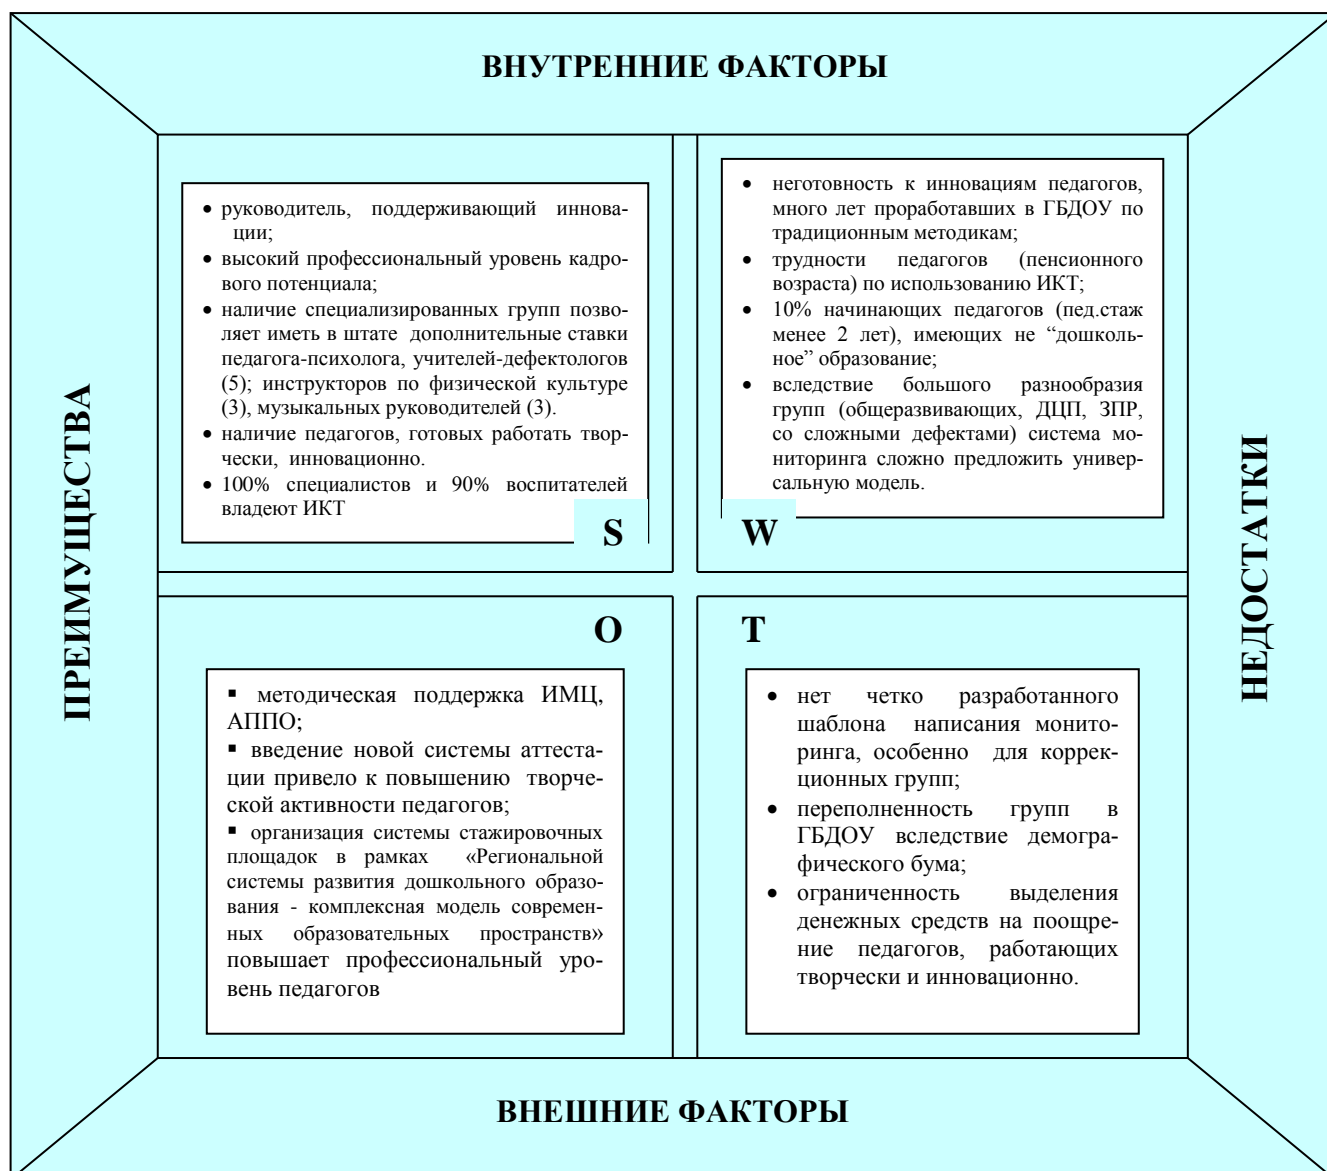 ВНУТРЕННИЕ ФАКТОРЫ
ПРЕИМУЩЕСТВА
• руководитель, поддерживающий иннова-
ции;
• высокий профессиональный уровень кадро-
вого потенциала;
• наличие специализированных групп позво-
ляет иметь в штате дополнительные ставки
педагога-психолога, учителей-дефектологов
(5); инструкторов по физической культуре
(3), музыкальных руководителей (3).
• наличие педагогов, готовых работать твор-
чески, инновационно.
• 100% специалистов и 90% воспитателей
владеют ИКТ
S
• неготовность к инновациям педагогов,
много лет проработавших в ГБДОУ по
традиционным методикам;
• трудности педагогов (пенсионного
возраста) по использованию ИКТ;
• 10% начинающих педагогов (пед.стаж
менее 2 лет), имеющих не “дошколь-
ное” образование;
• вследствие большого разнообразия
групп (общеразвивающих, ДЦП, ЗПР,
со сложными дефектами) система мо-
ниторинга сложно предложить универ-
сальную модель.
W
НЕДОСТАТКИ
O
▪ методическая поддержка ИМЦ,
АППО;
▪ введение новой системы аттеста-
ции привело к повышению творче-
ской активности педагогов;
▪ организация системы стажировочных
площадок в рамках «Региональной
системы развития дошкольного образо-
вания - комплексная модель современ-
ных образовательных пространств»
повышает профессиональный уро-
вень педагогов
T
• нет четко разработанного
шаблона написания монито-
ринга, особенно для коррек-
ционных групп;
• переполненность групп в
ГБДОУ вследствие демогра-
фического бума;
• ограниченность выделения
денежных средств на поощре-
ние педагогов, работающих
творчески и инновационно.
ВНЕШНИЕ ФАКТОРЫ